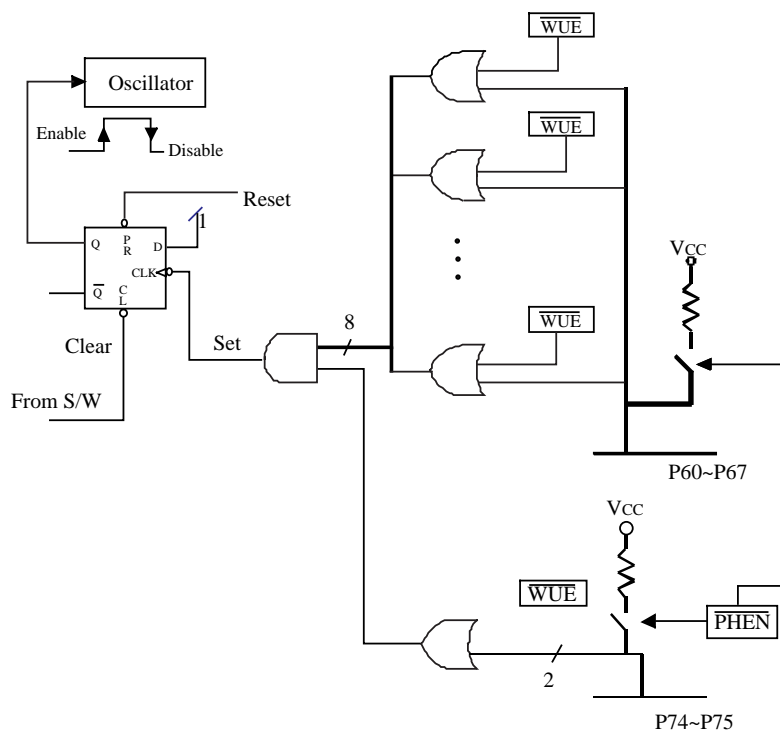 WUE
Oscillator
Enable
Disable
WUE
Reset
1
Q
P
R
D
CLK
Q
C
L
VCC
8
WUE
Clear
Set
From S/W
P60~P67
VCC
WUE
PHEN
2
P74~P75